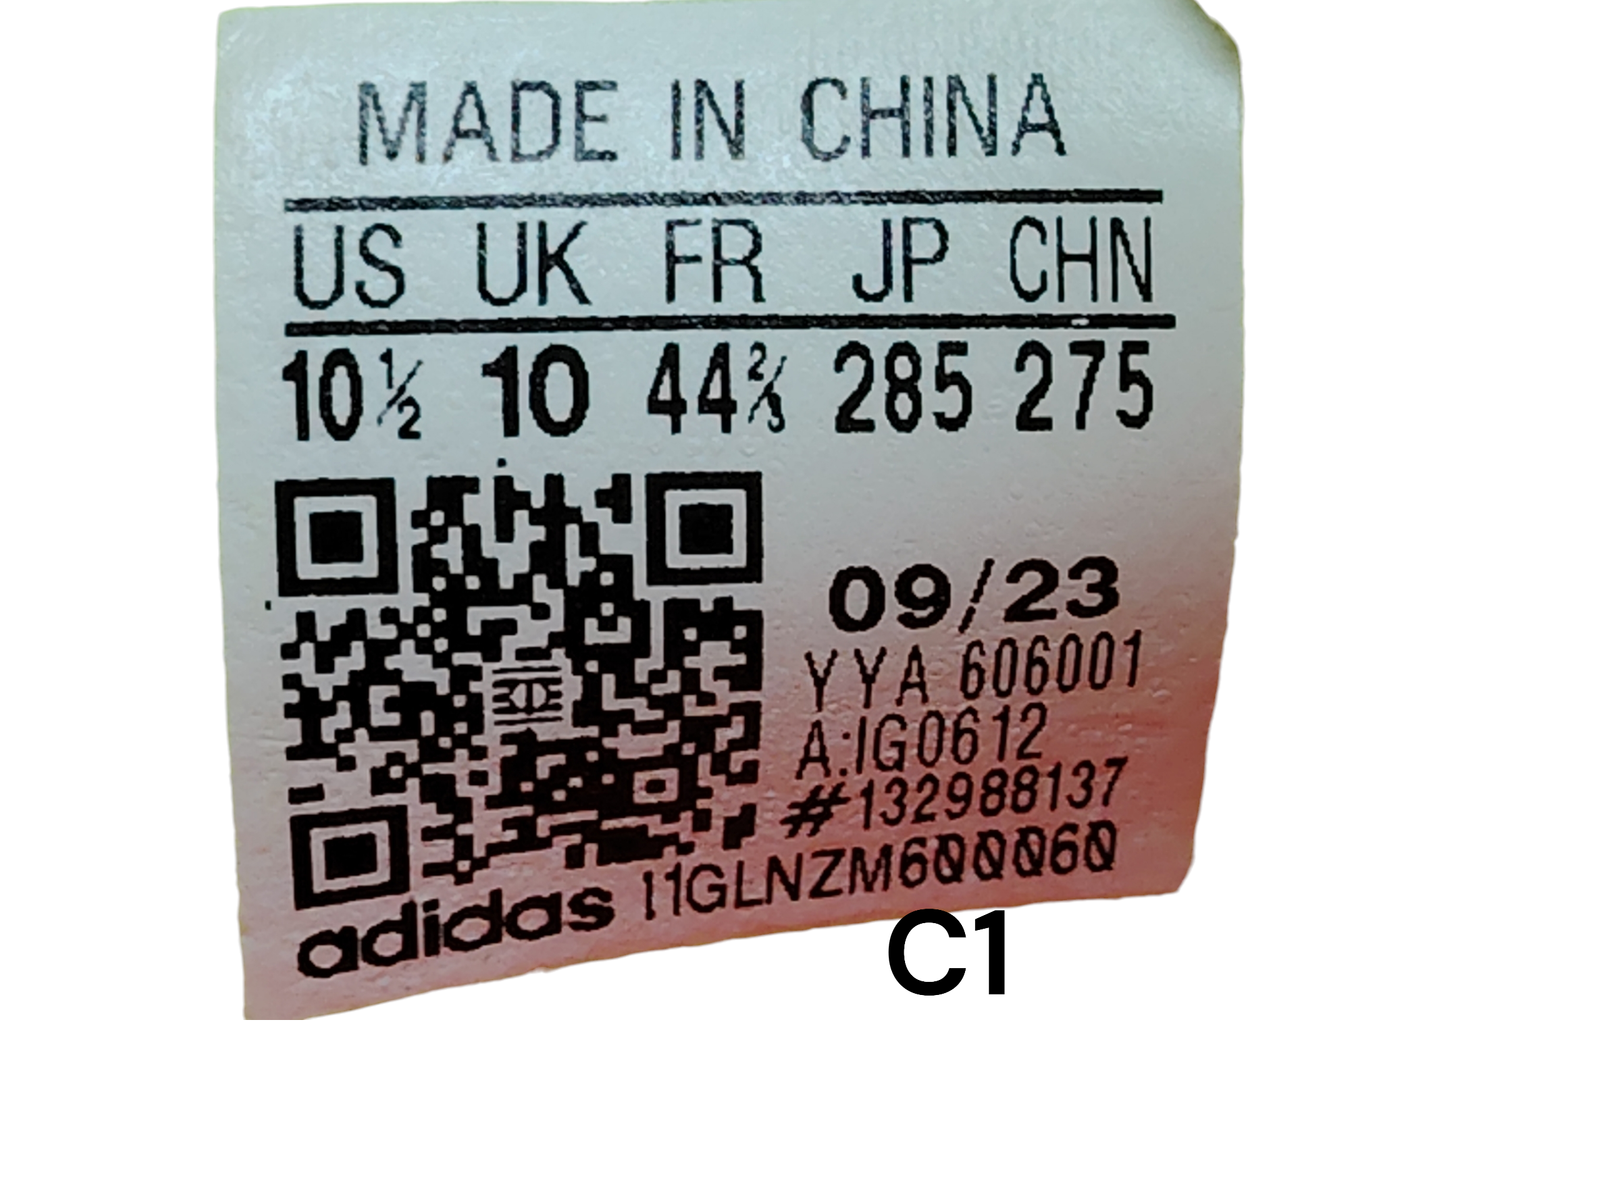 MADE IN CHINA
US UK FR JP CHN
10½ 10 44⅔ 285 275
09/23
YYA 606001
A:IG0612
#132988137
adidas I1GLNZM600060
C1